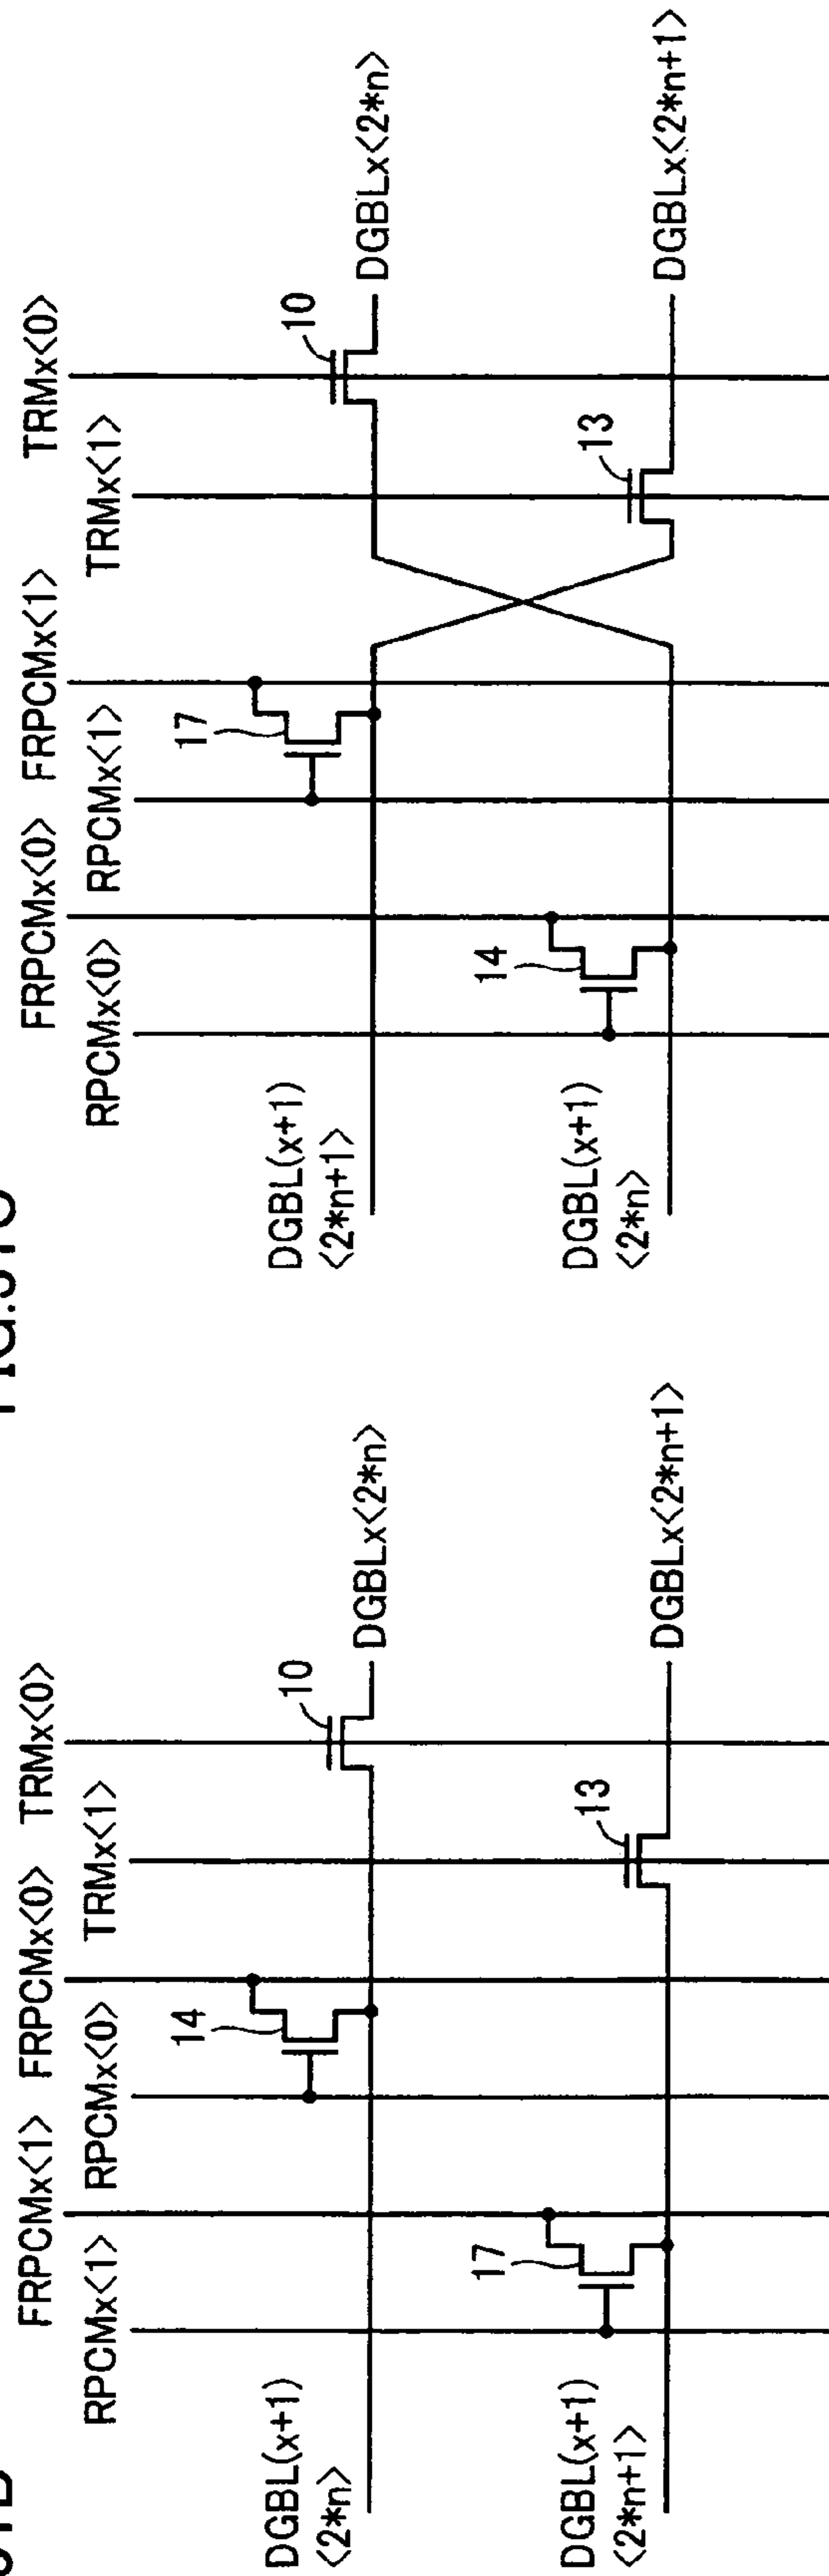 FRPCMx<1> FRPCMx<0> TRMx<0>
RPCMx<1> RPCMx<0> TRMx<1>
DGBL(x+1)
<2*n>
14
10
DGBLx<2*n>
DGBL(x+1)
<2*n+1>
17
13
DGBLx<2*n+1>
FRPCMx<0> FRPCMx<1> TRMx<0>
RPCMx<0> RPCMx<1> TRMx<1>
DGBL(x+1)
<2*n+1>
17
10
DGBLx<2*n>
DGBL(x+1)
<2*n>
14
13
DGBLx<2*n+1>